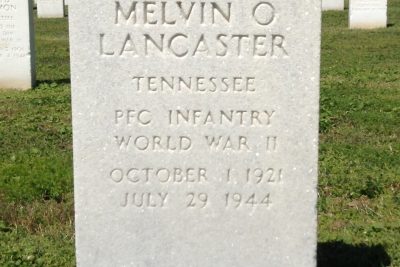 MELVIN O
LANCASTER
TENNESSEE
PFC INFANTRY
WORLD WAR II
OCTOBER 1 1921
JULY 29 1944